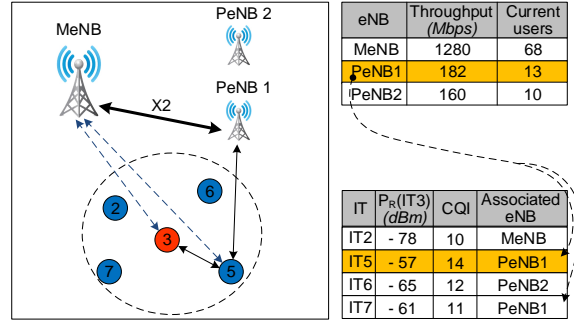 PeNB 2
MeNB
PeNB 1
X2
6
2
3
7
5
eNB Throughput (Mbps) Current users
MeNB 1280 68
PeNB1 182 13
PeNB2 160 10
IT PR(IT3) (dBm) CQI Associated eNB
IT2 - 78 10 MeNB
IT5 - 57 14 PeNB1
IT6 - 65 12 PeNB2
IT7 - 61 11 PeNB1